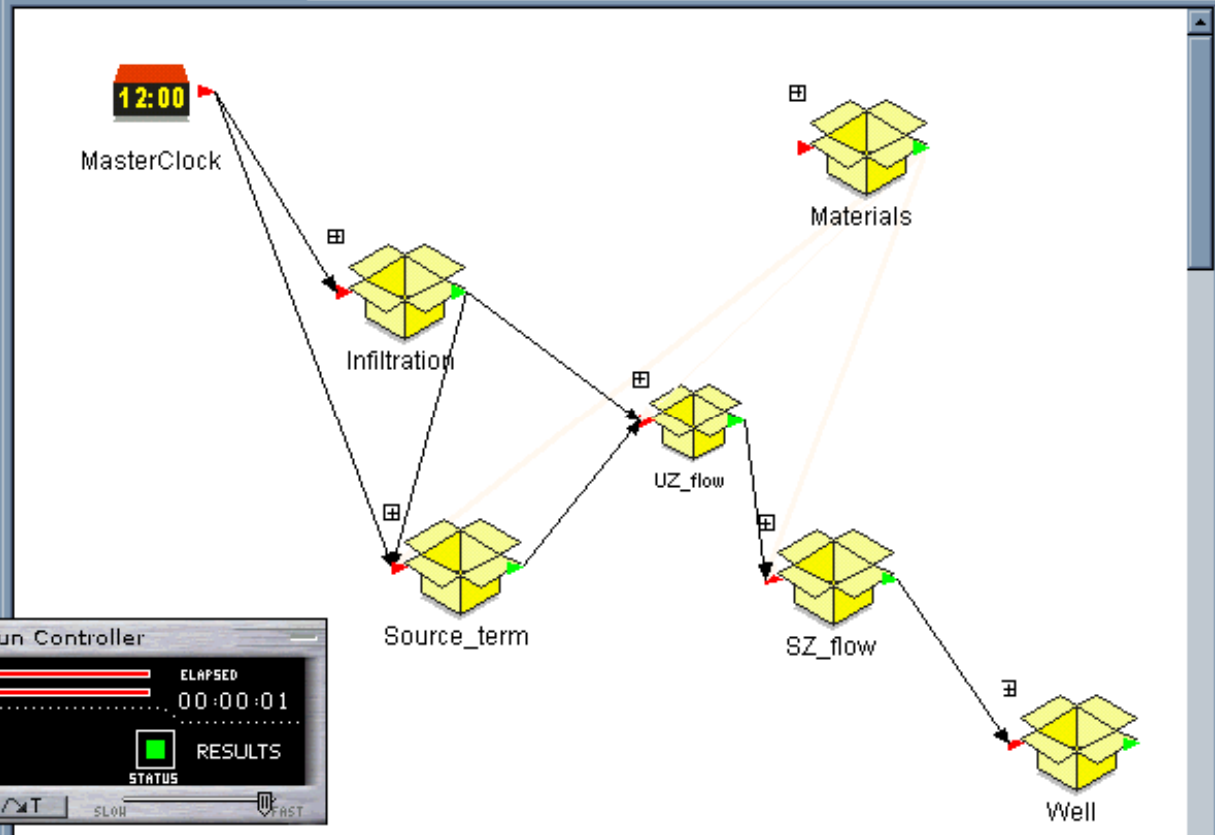 12:00
MasterClock
Materials
Infiltration
UZ_flow
Source_term
SZ_flow
Well
un Controller
ELAPSED
00:00:01
RESULTS
STATUS
T
SLOW
FAST